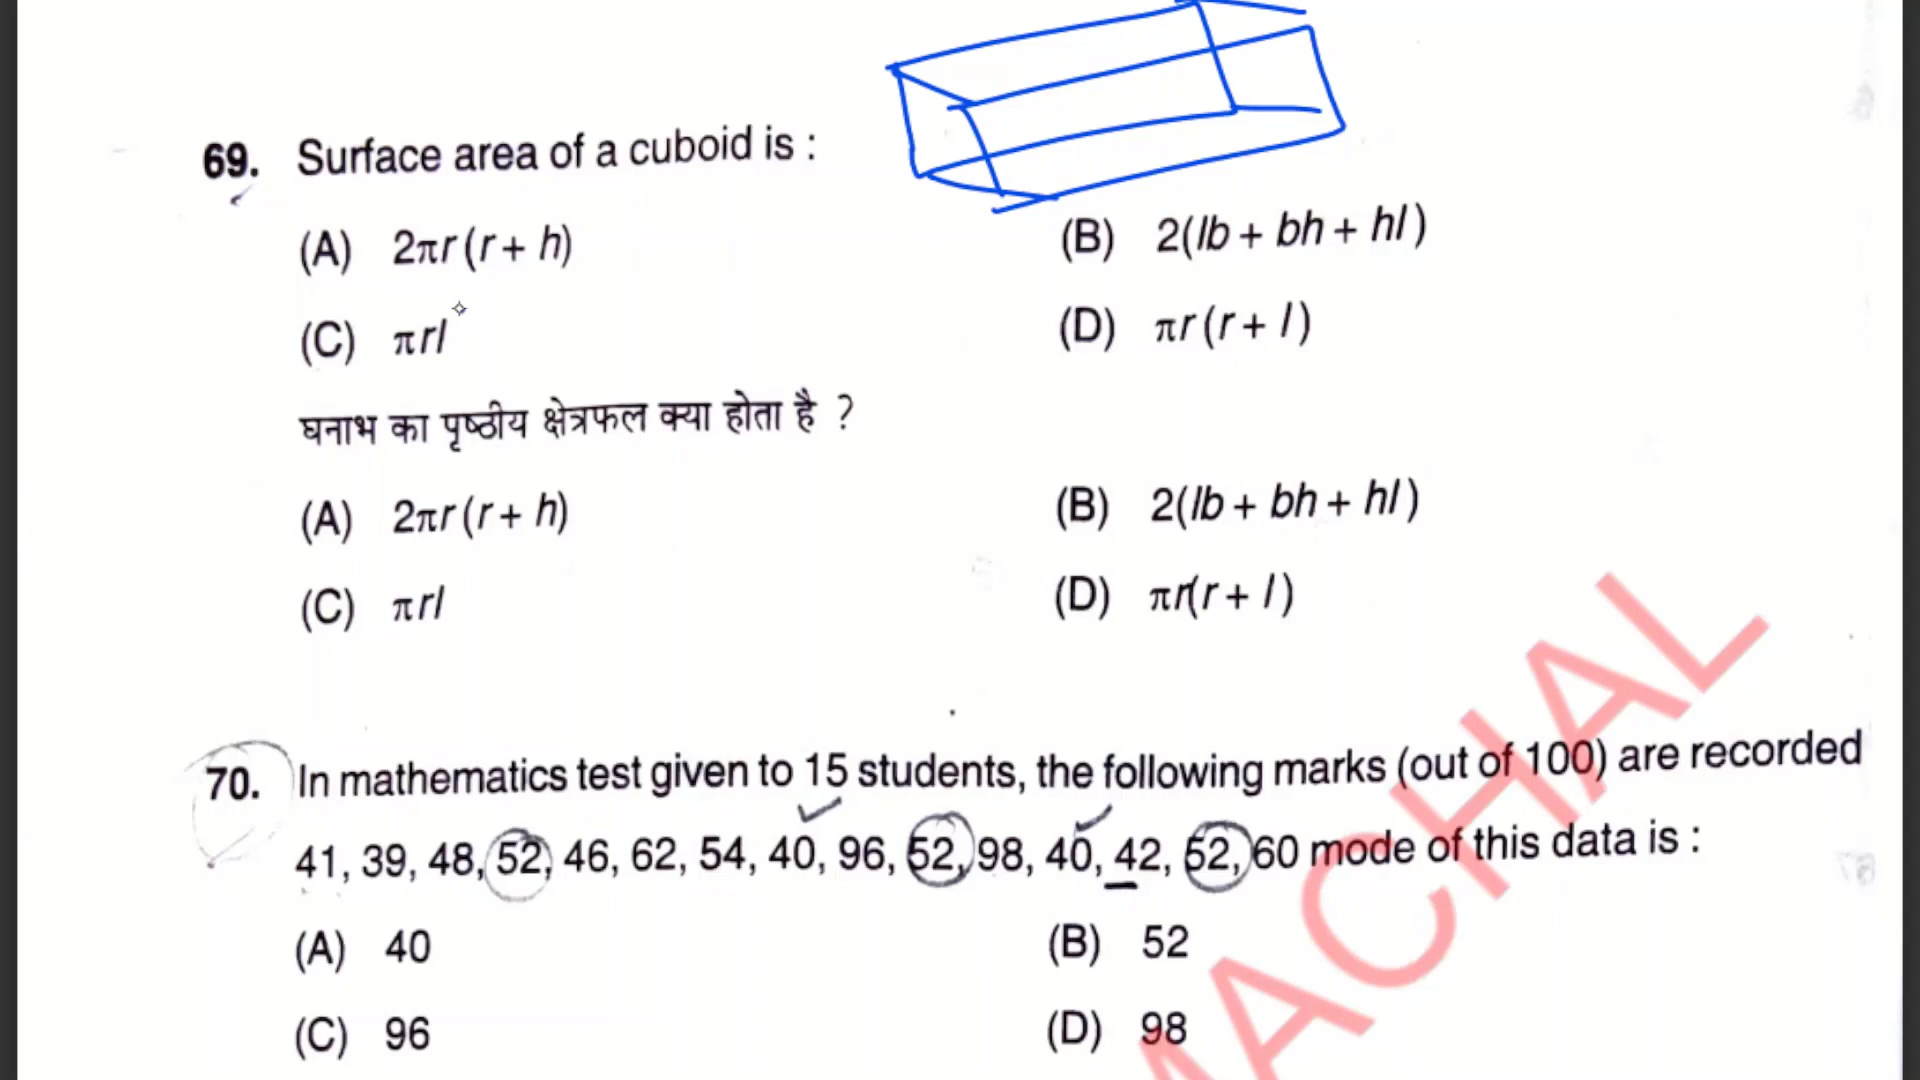 69. Surface area of a cuboid is :
(A) 2πr(r + h) (B) 2(lb + bh + hl)
(C) πrl (D) πr(r + l)
घनाभ का पृष्ठीय क्षेत्रफल क्या होता है ?
(A) 2πr(r + h) (B) 2(lb + bh + hl)
(C) πrl (D) πr(r + l)
70. In mathematics test given to 15 students, the following marks (out of 100) are recorded
41, 39, 48, 52, 46, 62, 54, 40, 96, 52, 98, 40, 42, 52, 60 mode of this data is :
(A) 40 (B) 52
(C) 96 (D) 98
MACHAL